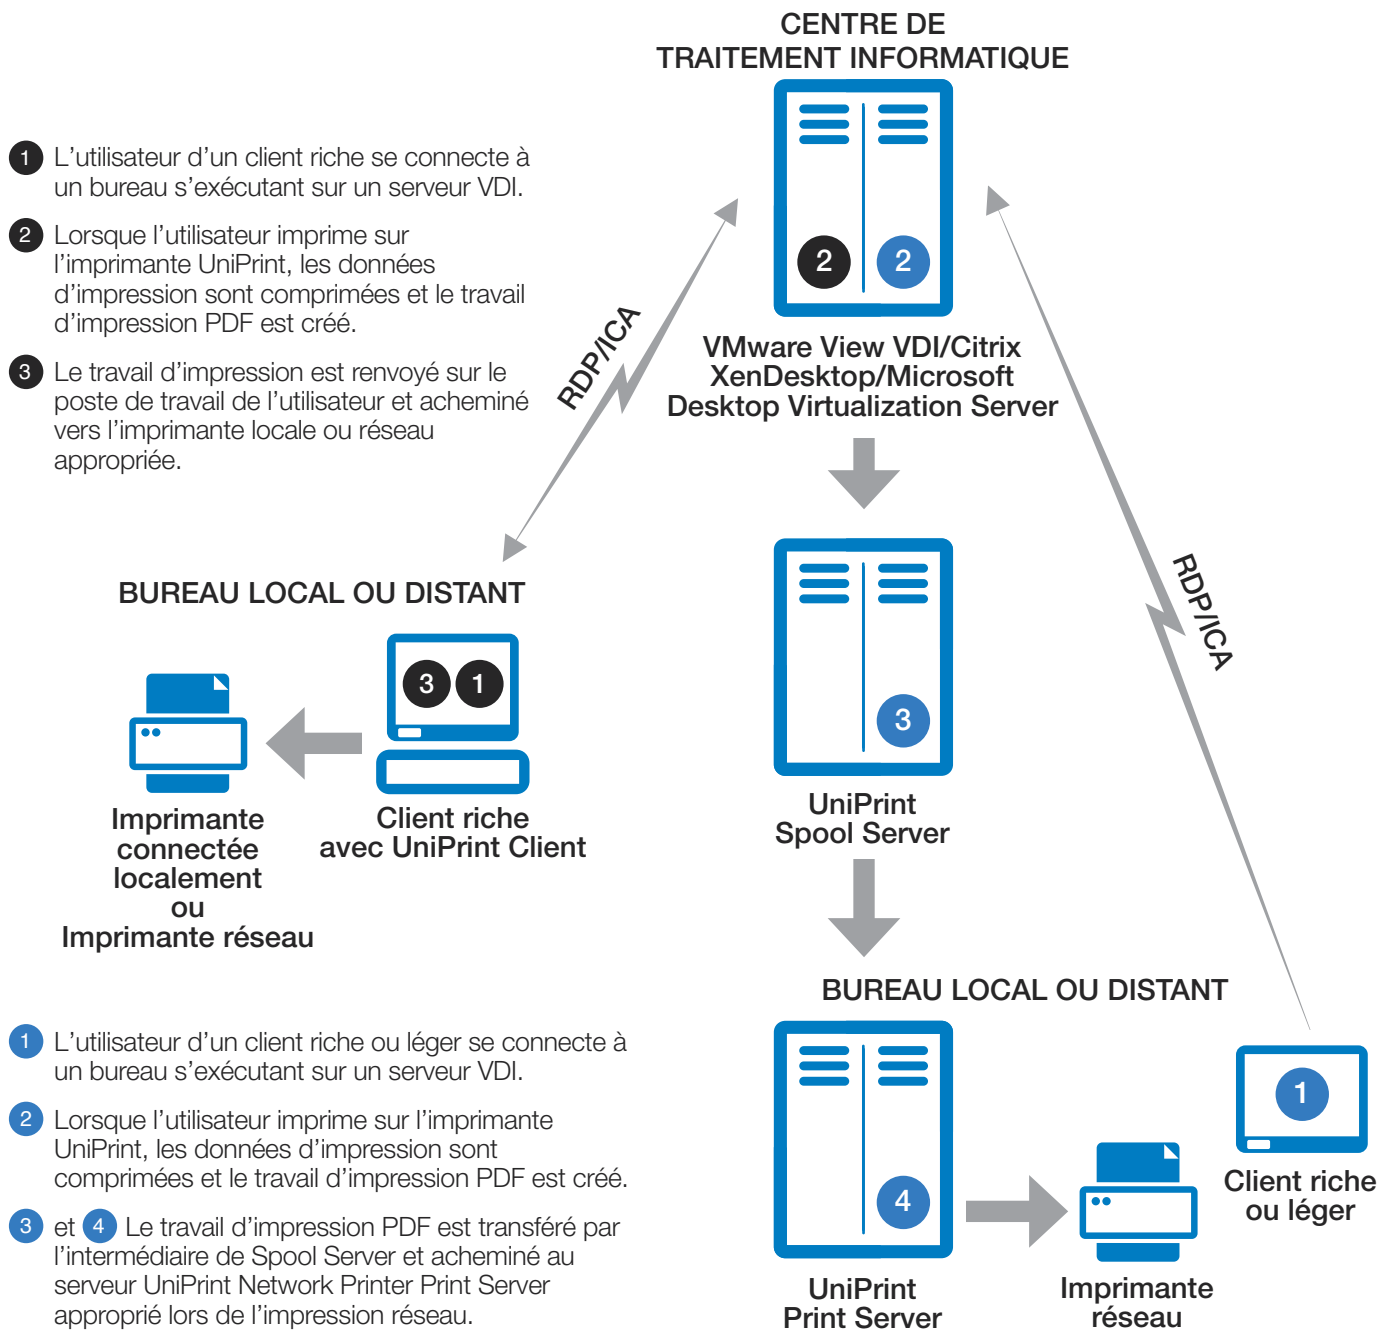 CENTRE DE
TRAITEMENT INFORMATIQUE
1 L’utilisateur d’un client riche se connecte à
un bureau s’exécutant sur un serveur VDI.
2 Lorsque l’utilisateur imprime sur
l’imprimante UniPrint, les données
d’impression sont comprimées et le travail
d’impression PDF est créé.
3 Le travail d’impression est renvoyé sur le
poste de travail de l’utilisateur et acheminé
vers l’imprimante locale ou réseau
appropriée.
2 2
VMware View VDI/Citrix
XenDesktop/Microsoft
Desktop Virtualization Server
RDP/ICA
RDP/ICA
BUREAU LOCAL OU DISTANT
3 1
Imprimante
connectée
localement
ou
Imprimante réseau
Client riche
avec UniPrint Client
3
UniPrint
Spool Server
BUREAU LOCAL OU DISTANT
1 L’utilisateur d’un client riche ou léger se connecte à
un bureau s’exécutant sur un serveur VDI.
2 Lorsque l’utilisateur imprime sur l’imprimante
UniPrint, les données d’impression sont
comprimées et le travail d’impression PDF est créé.
3 et 4 Le travail d’impression PDF est transféré par
l’intermédiaire de Spool Server et acheminé au
serveur UniPrint Network Printer Print Server
approprié lors de l’impression réseau.
4
UniPrint
Print Server
Imprimante
réseau
1
Client riche
ou léger